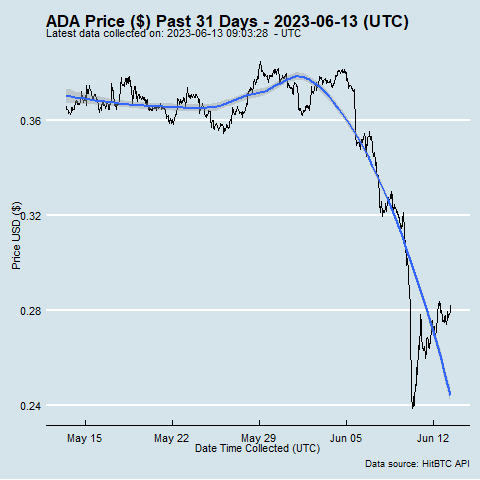 ADA Price ($) Past 31 Days - 2023-06-13 (UTC)
Latest data collected on: 2023-06-13 09:03:28 - UTC
Price USD ($)
0.36
0.32
0.28
0.24
May 15 May 22 May 29 Jun 05 Jun 12
Date Time Collected (UTC)
Data source: HitBTC API